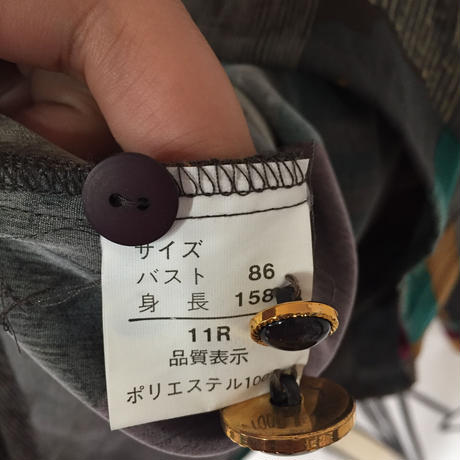 サイズ
バスト 86
身長 158
11R
品質表示
ポリエステル100